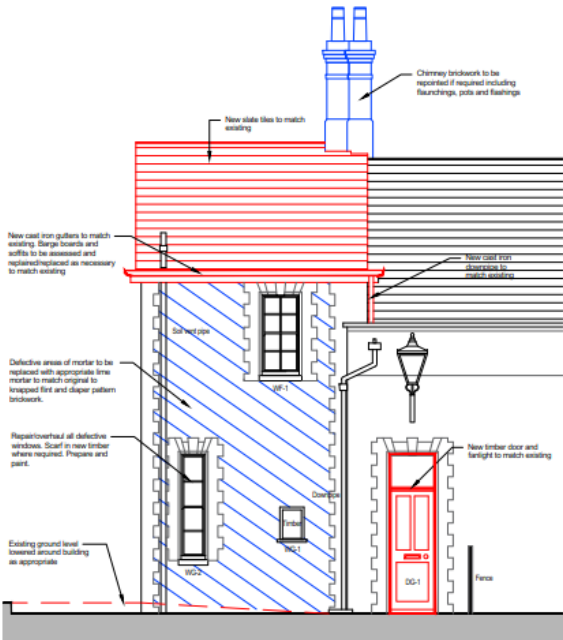 Chimney brickwork to be
repointed if required including
flaunchings, pots and flashings
New slate tiles to match
existing
New cast iron gutters to match
existing. Barge boards and
soffits to be assessed and
repiaired/replaced as necessary
to match existing
New cast iron
downpipe to
match existing
Soil vent pipe
Defective areas of mortar to be
replaced with appropriate lime
mortar to match original to
knapped flint and diaper pattern
brickwork.
WF-1
Repair/overhaul all defective
windows. Scarf in new timber
where required. Prepare and
paint.
New timber door and
fanlight to match existing
Downpipe
Timber
WG-1
Existing ground level
lowered around building
as appropriate
WG-2
DG-1
Fence